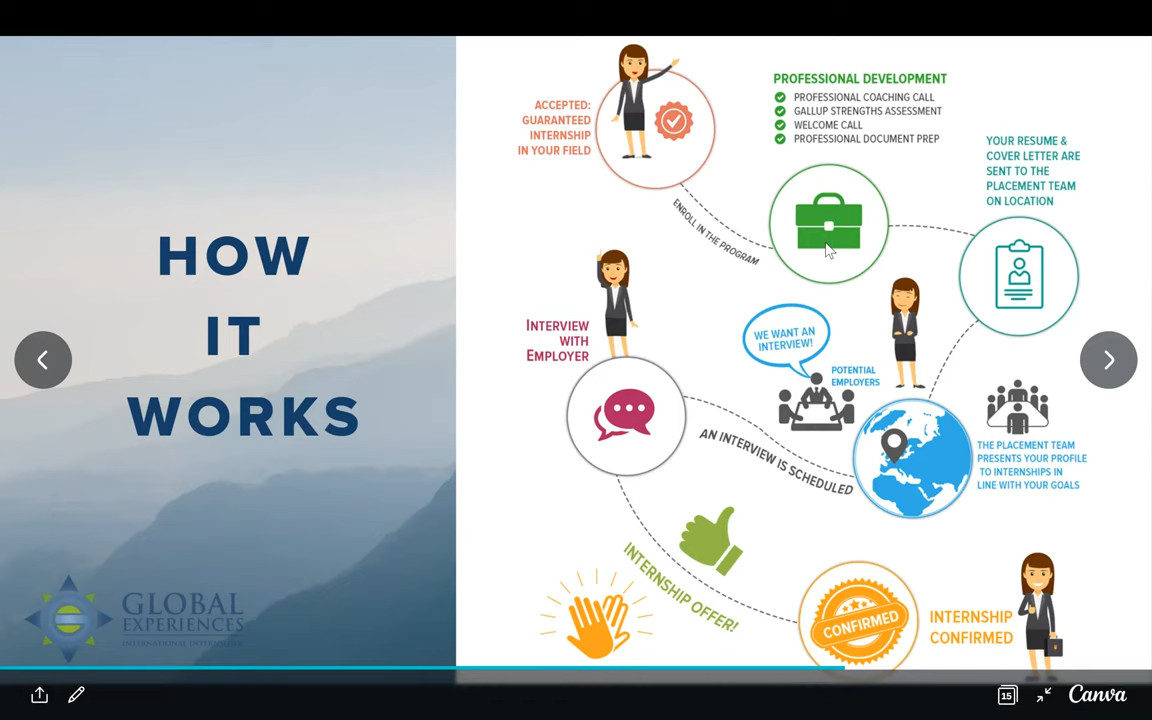 HOW
IT
WORKS
GLOBAL
EXPERIENCES
ACCEPTED:
GUARANTEED
INTERNSHIP
IN YOUR FIELD
ENROLL IN THE PROGRAM
PROFESSIONAL DEVELOPMENT
PROFESSIONAL COACHING CALL
GALLUP STRENGTHS ASSESSMENT
WELCOME CALL
PROFESSIONAL DOCUMENT PREP
YOUR RESUME &
COVER LETTER ARE
SENT TO THE
PLACEMENT TEAM
ON LOCATION
THE PLACEMENT TEAM
PRESENTS YOUR PROFILE
TO INTERNSHIPS IN
LINE WITH YOUR GOALS
WE WANT AN
INTERVIEW!
POTENTIAL
EMPLOYERS
AN INTERVIEW IS SCHEDULED
INTERVIEW
WITH
EMPLOYER
INTERNSHIP OFFER!
CONFIRMED
INTERNSHIP
CONFIRMED
15
Canva